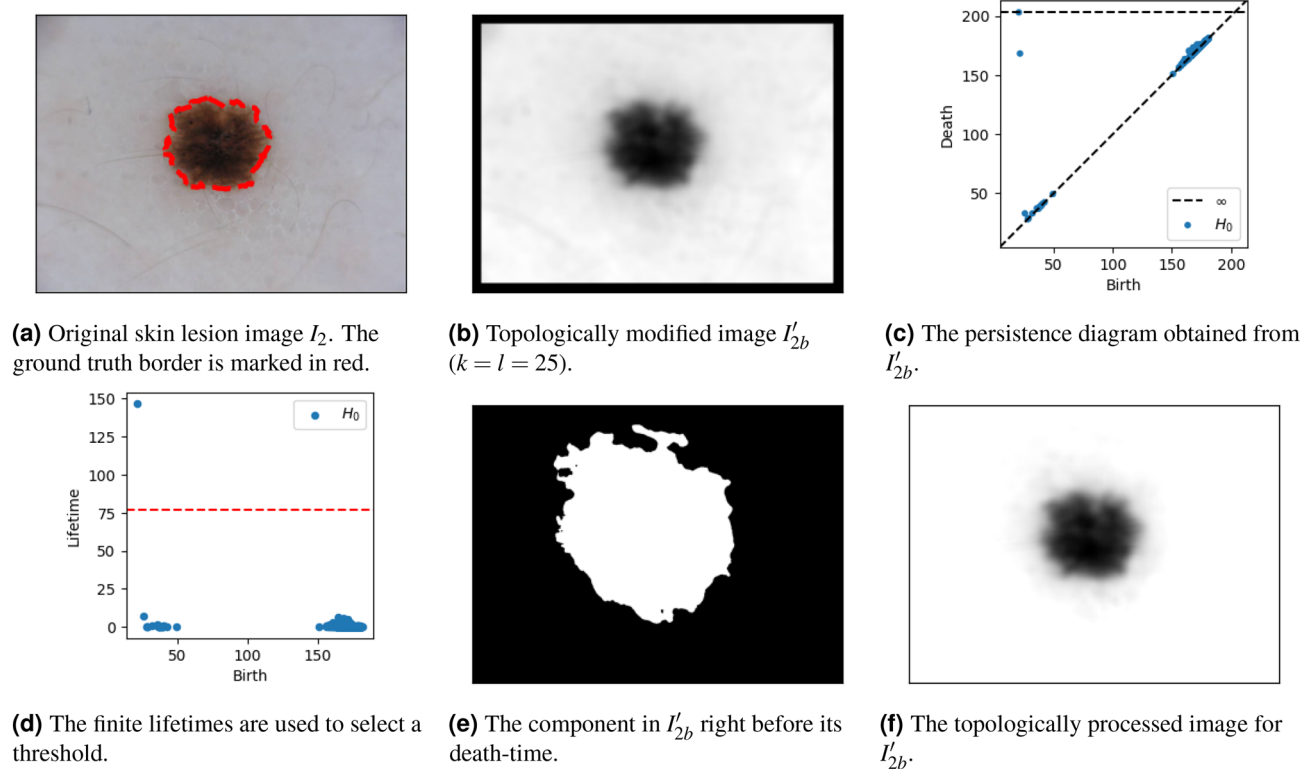 200
150
100
50
Death
∞
H₀
50 100 150 200
Birth
(a) Original skin lesion image I₂. The
ground truth border is marked in red.
(b) Topologically modified image I′₂b
(k = l = 25).
(c) The persistence diagram obtained from
I′₂b.
150
125
100
75
50
25
0
Lifetime
H₀
50 100 150
Birth
(d) The finite lifetimes are used to select a
threshold.
(e) The component in I′₂b right before its
death-time.
(f) The topologically processed image for
I′₂b.